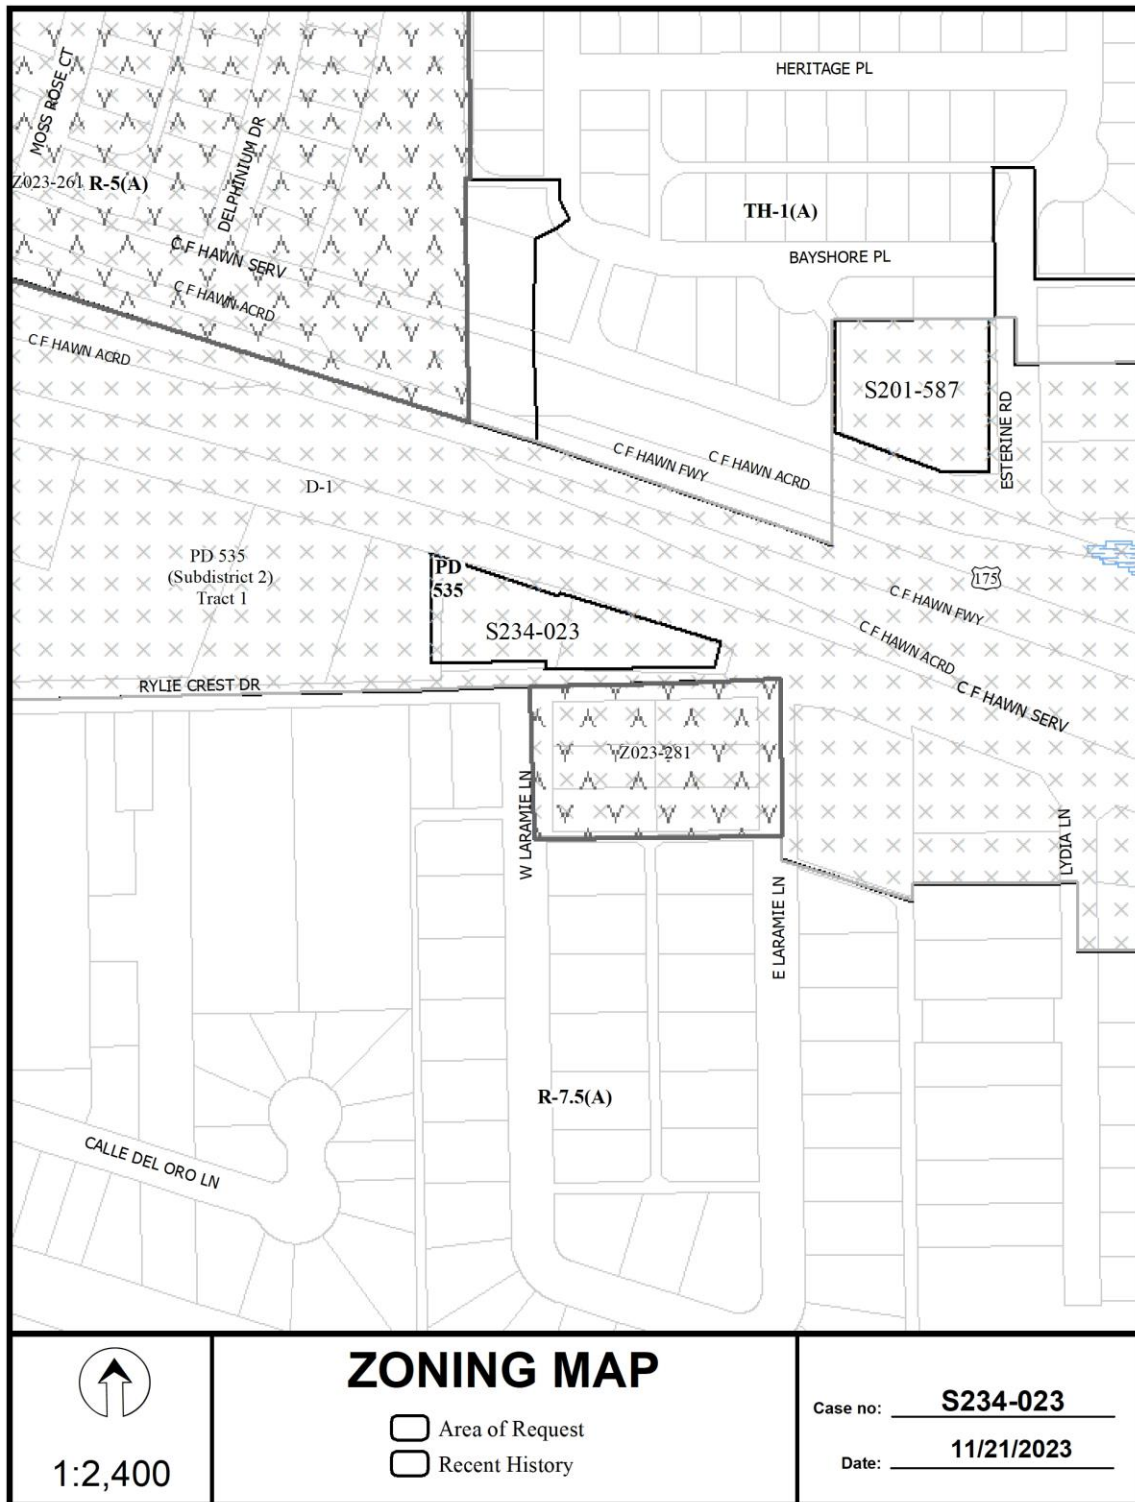 HERITAGE PL
MOSS ROSE CT
DELPHINIUM DR
Z023-261 R-5(A)
TH-1(A)
C F HAWN SERV
BAYSHORE PL
C F HAWN ACRD
C F HAWN ACRD
S201-587
ESTERINE RD
C F HAWN FWY
C F HAWN ACRD
D-1
PD 535
(Subdistrict 2)
Tract 1
PD
535
175
C F HAWN FWY
S234-023
C F HAWN ACRD
RYLIE CREST DR
C F HAWN SERV
Z023-281
W LARAMIE LN
LYDIA LN
E LARAMIE LN
R-7.5(A)
CALLE DEL ORO LN
1:2,400
ZONING MAP
Area of Request
Recent History
Case no: S234-023
Date: 11/21/2023